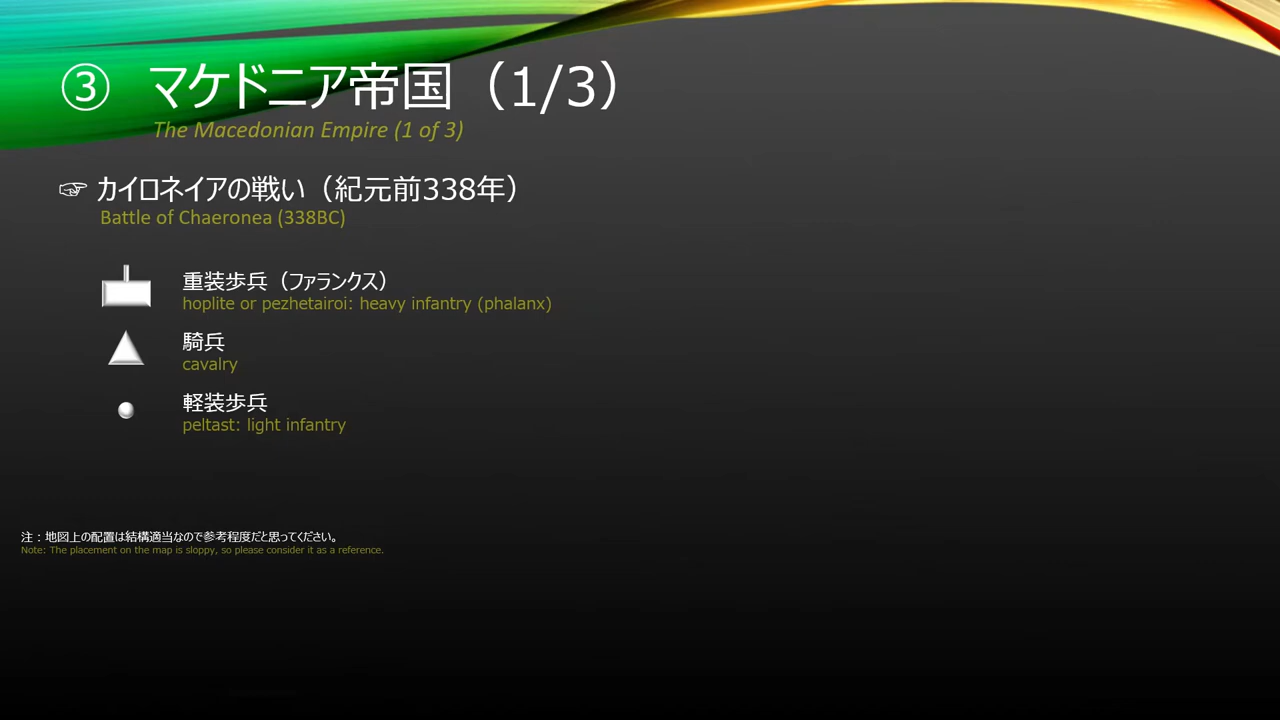 ③ マケドニア帝国（1/3）
The Macedonian Empire (1 of 3)
☞ カイロネイアの戦い（紀元前338年）
Battle of Chaeronea (338BC)
重装歩兵（ファランクス）
hoplite or pezhetairoi: heavy infantry (phalanx)
騎兵
cavalry
軽装歩兵
peltast: light infantry
注：地図上の配置は結構適当なので参考程度だと思ってください。
Note: The placement on the map is sloppy, so please consider it as a reference.